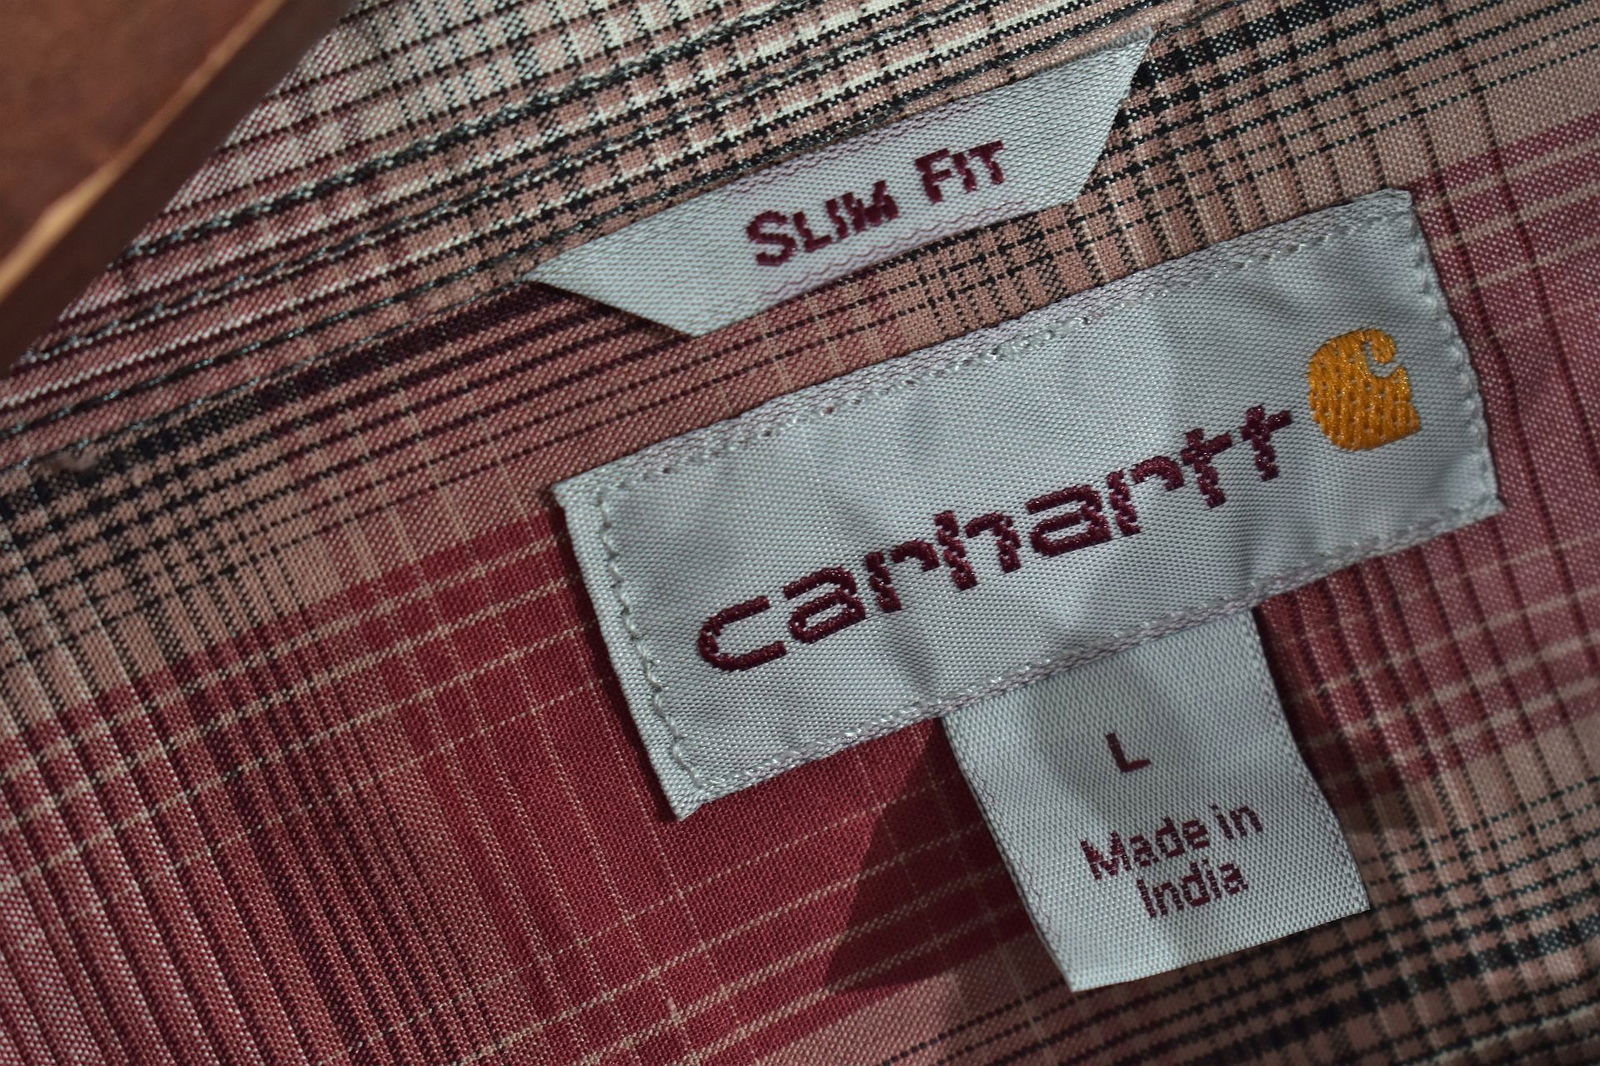 SLIM FIT
carhartt
L
Made in
India